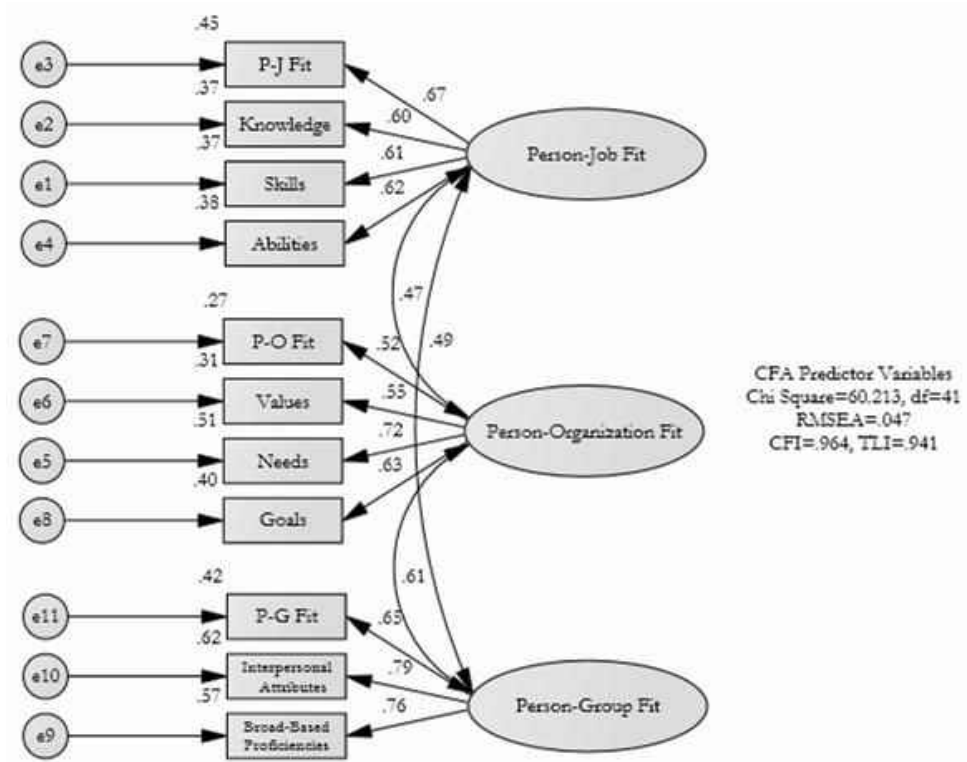 .45
e3
P-J Fit
.37
.67
e2
Knowledge
.60
.37
Person-Job Fit
.61
e1
Skills
.38
.62
e4
Abilities
.47
.27
e7
P-O Fit
.52
.49
.31
.55
e6
Values
.51
.72
Person-Organization Fit
e5
Needs
.63
.40
e8
Goals
CFA Predictor Variables
Chi Square=60.213, df=41
RMSEA=.047
CFI=.964, TLI=.941
.42
.61
e11
P-G Fit
.65
.62
.79
e10
Interpersonal
Attributes
.57
.76
Person-Group Fit
e9
Broad-Based
Proficiencies